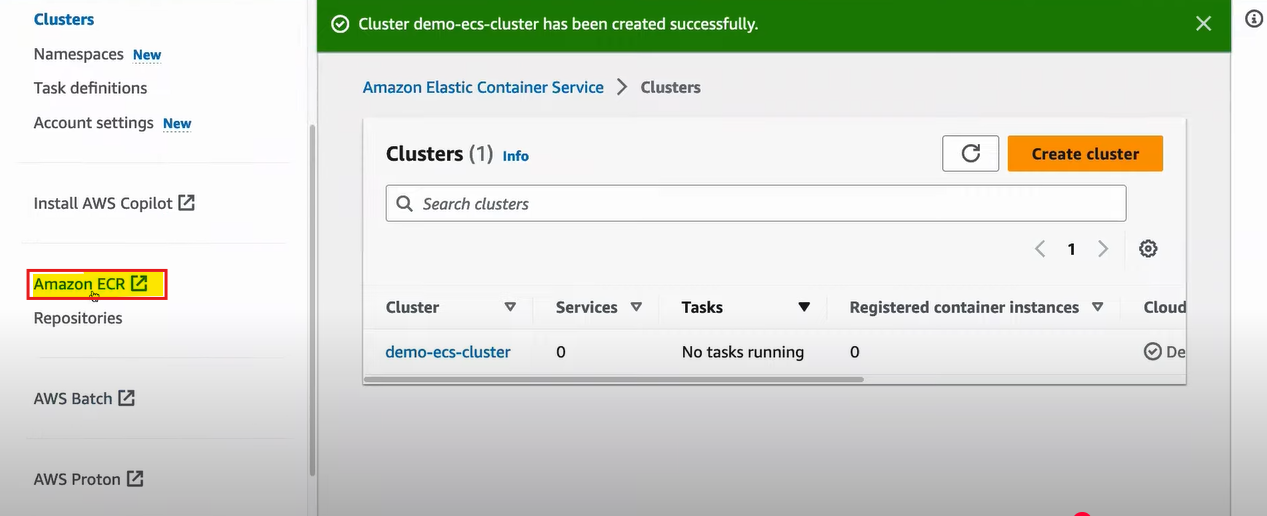 Clusters
Namespaces New
Task definitions
Account settings New
Install AWS Copilot
Amazon ECR
Repositories
AWS Batch
AWS Proton
Cluster demo-ecs-cluster has been created successfully.
Amazon Elastic Container Service > Clusters
Clusters (1) Info
Create cluster
Search clusters
1
Cluster Services Tasks Registered container instances Cloud
demo-ecs-cluster 0 No tasks running 0 De